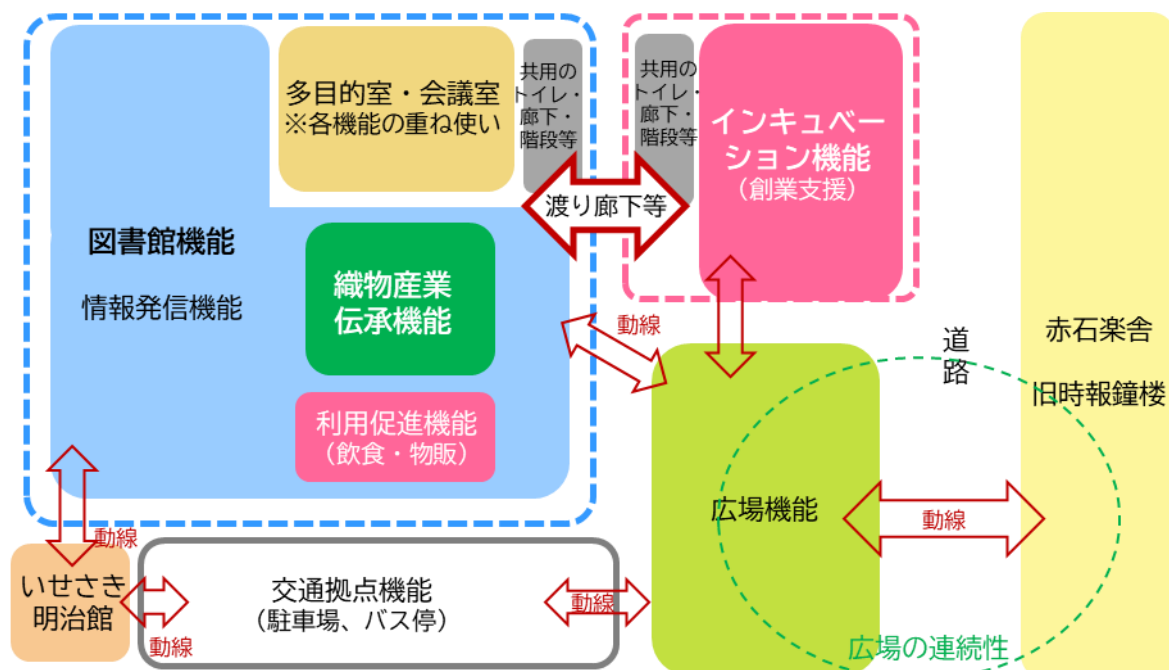 多目的室・会議室
※各機能の重ね使い
共用の
トイレ・
廊下・
階段等
共用の
トイレ・
廊下・
階段等
インキュベー
ション機能
（創業支援）
渡り廊下等
図書館機能
情報発信機能
織物産業
伝承機能
利用促進機能
（飲食・物販）
動線
道
路
赤石楽舎
旧時報鐘楼
広場機能
動線
動線
いせさき
明治館
動線
交通拠点機能
（駐車場、バス停）
動線
広場の連続性